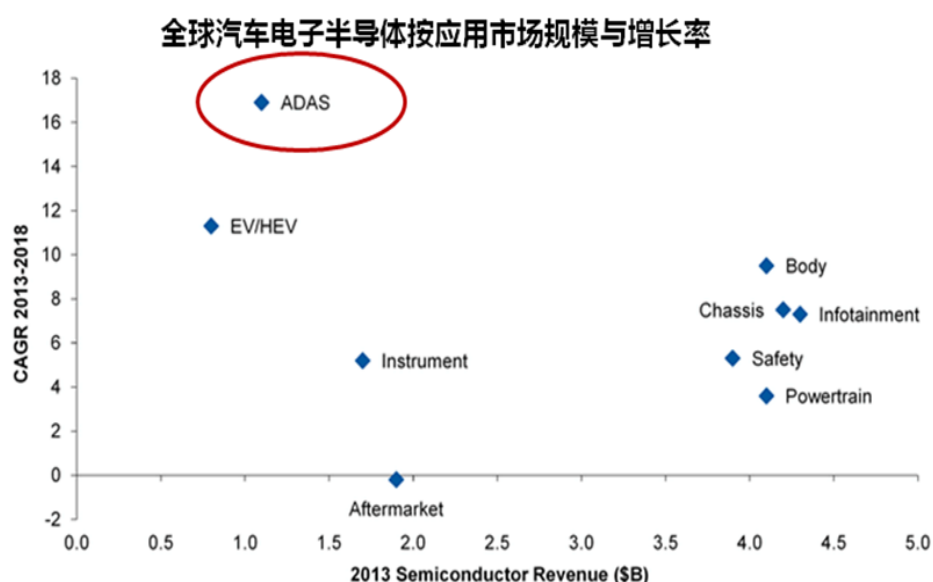 全球汽车电子半导体按应用市场规模与增长率
18
ADAS
16
14
12
EV/HEV
10
Body
8
Chassis
Infotainment
6
Instrument
Safety
4
Powertrain
2
0
Aftermarket
-2
CAGR 2013-2018
0.0 0.5 1.0 1.5 2.0 2.5 3.0 3.5 4.0 4.5 5.0
2013 Semiconductor Revenue ($B)